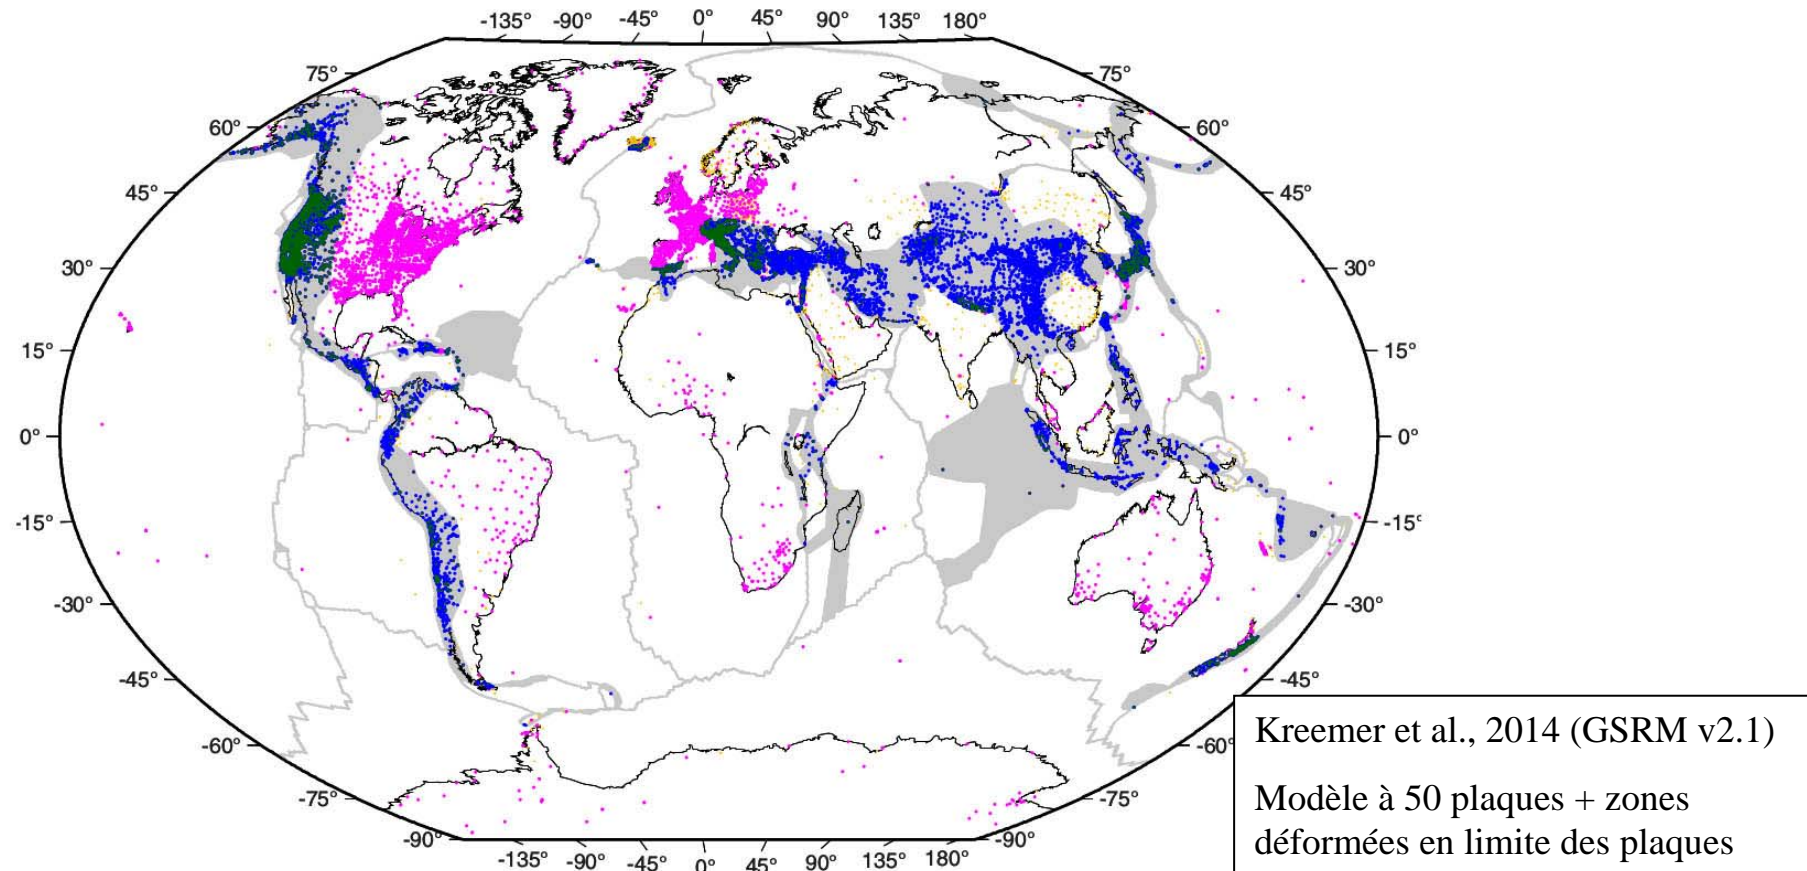 -135° -90° -45° 0° 45° 90° 135° 180°
75° 75°
60° 60°
45° 45°
30° 30°
15° 15°
0° 0°
-15° -15°
-30° -30°
-45° -45°
-60° -60°
-75° -75°
-90° -90°
-135° -90° -45° 0° 45° 90° 135° 180°
Kreemer et al., 2014 (GSRM v2.1)
Modèle à 50 plaques + zones
déformées en limite des plaques